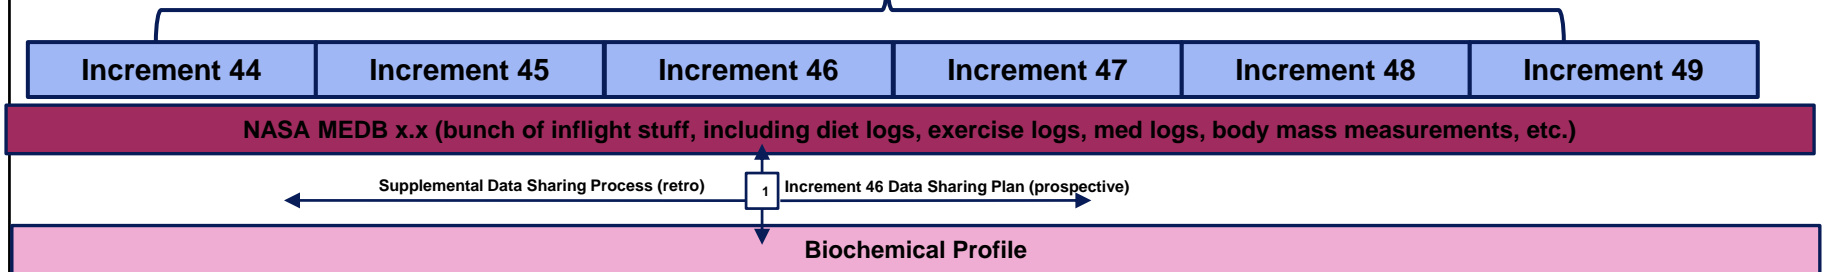 Increment 44 Increment 45 Increment 46 Increment 47 Increment 48 Increment 49
NASA MEDB x.x (bunch of inflight stuff, including diet logs, exercise logs, med logs, body mass measurements, etc.)
Supplemental Data Sharing Process (retro) 1 Increment 46 Data Sharing Plan (prospective)
Biochemical Profile